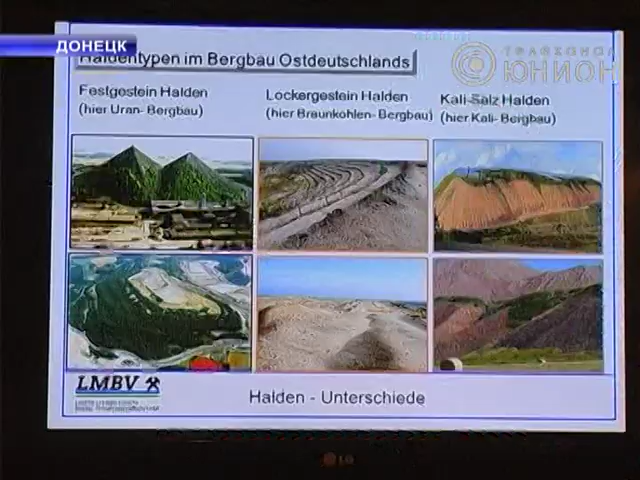 ДОНЕЦК
Haldentypen im Bergbau Ostdeutschlands
ЮНИОН
Festgestein Halden
(hier Uran- Bergbau)
Lockergestein Halden
(hier Braunkohlen- Bergbau)
Kali-Salz Halden
(hier Kali- Bergbau)
LMBV
Halden - Unterschiede
LG